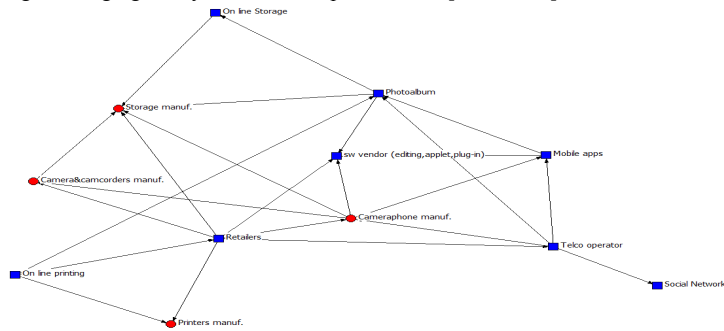 On line Storage
Photoalbum
Storage manuf.
sw vendor (editing,applet,plug-in)
Mobile apps
Camera&camcorders manuf.
Cameraphone manuf.
Retailers
Telco operator
On line printing
Social Network
Printers manuf.